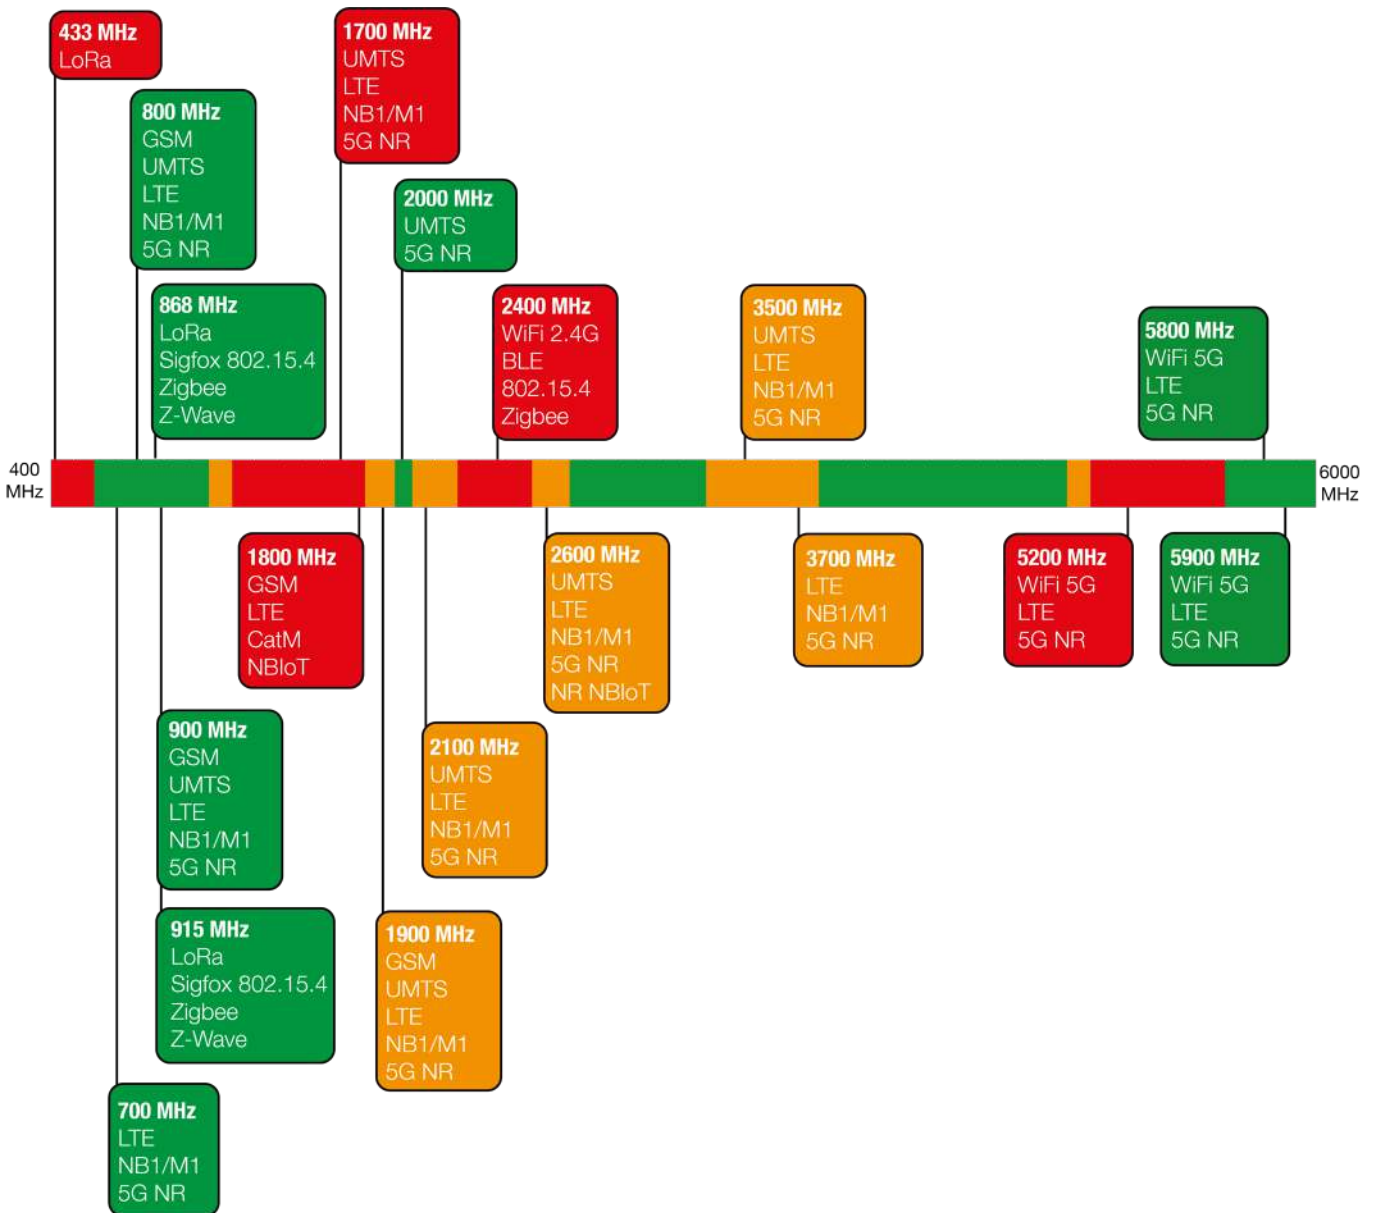 433 MHz
LoRa
800 MHz
GSM
UMTS
LTE
NB1/M1
5G NR
868 MHz
LoRa
Sigfox 802.15.4
Zigbee
Z-Wave
1700 MHz
UMTS
LTE
NB1/M1
5G NR
2000 MHz
UMTS
5G NR
2400 MHz
WiFi 2.4G
BLE
802.15.4
Zigbee
3500 MHz
UMTS
LTE
NB1/M1
5G NR
5800 MHz
WiFi 5G
LTE
5G NR
400
MHz
6000
MHz
1800 MHz
GSM
LTE
CatM
NBIoT
2600 MHz
UMTS
LTE
NB1/M1
5G NR
NR NBIoT
3700 MHz
LTE
NB1/M1
5G NR
5200 MHz
WiFi 5G
LTE
5G NR
5900 MHz
WiFi 5G
LTE
5G NR
900 MHz
GSM
UMTS
LTE
NB1/M1
5G NR
2100 MHz
UMTS
LTE
NB1/M1
5G NR
915 MHz
LoRa
Sigfox 802.15.4
Zigbee
Z-Wave
1900 MHz
GSM
UMTS
LTE
NB1/M1
5G NR
700 MHz
LTE
NB1/M1
5G NR